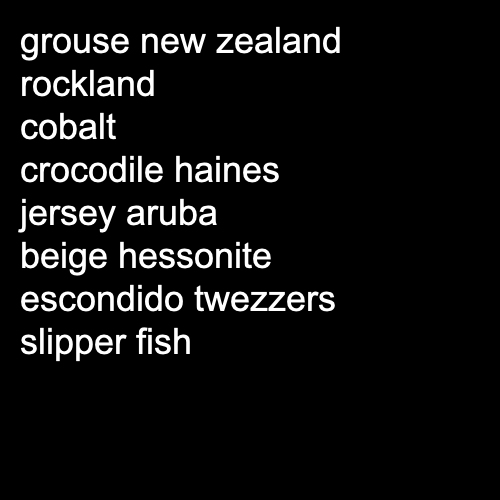 grouse new zealand
rockland
cobalt
crocodile haines
jersey aruba
beige hessonite
escondido twezzers
slipper fish